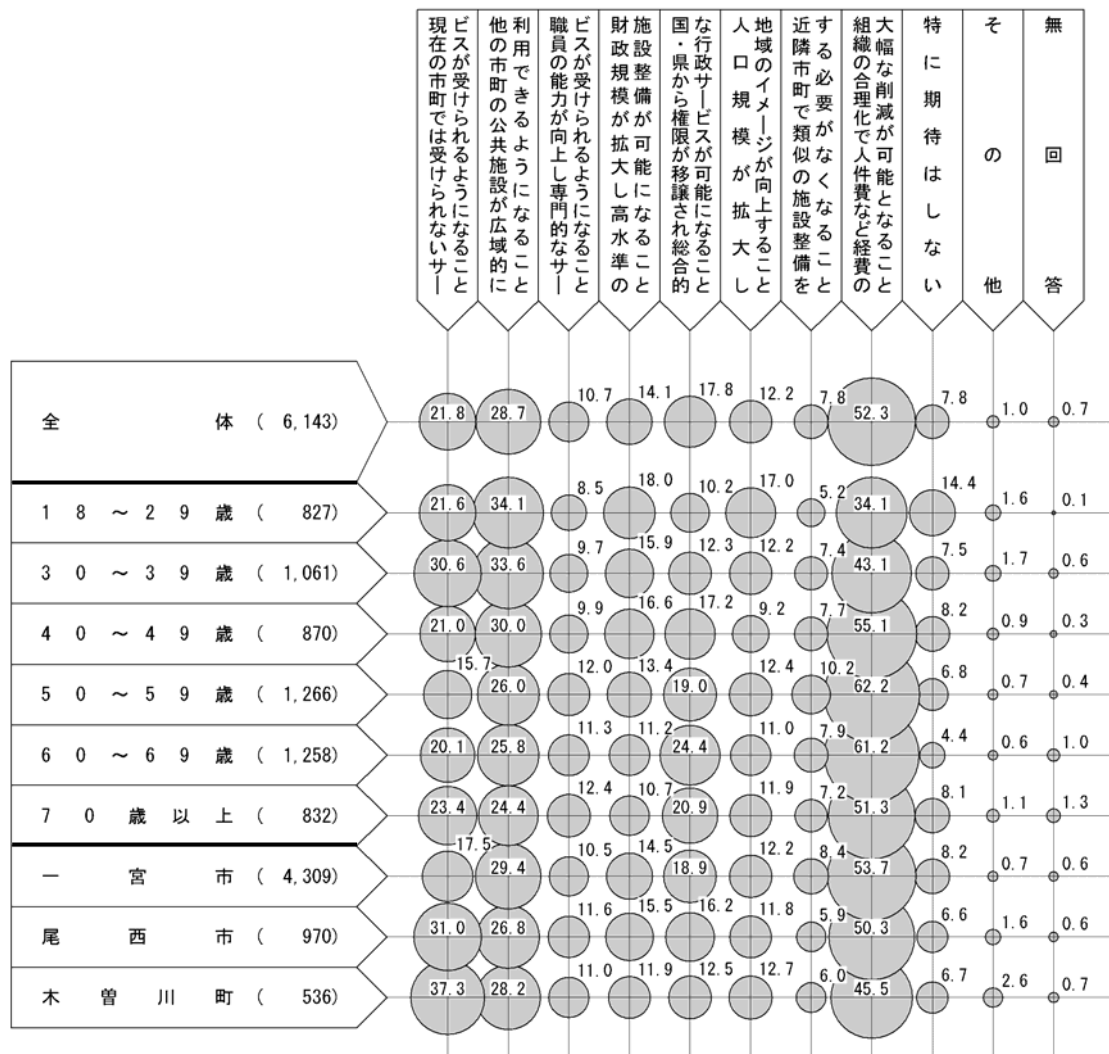 現在の市町では受けられないサー
ビスが受けられるようになること
他の市町の公共施設が広域的に
利用できるようになること
職員の能力が向上し専門的なサー
ビスが受けられるようになること
財政規模が拡大し高水準の
施設整備が可能になること
国・県から権限が移譲され総合的
な行政サービスが可能になること
人口規模が拡大し
地域のイメージが向上すること
近隣市町で類似の施設整備を
する必要がなくなること
組織の合理化で人件費など経費の
大幅な削減が可能となること
特に期待はしない
その他
無回答
全体 (6,143) 21.8 28.7 10.7 14.1 17.8 12.2 7.8 52.3 7.8 1.0 0.7
18～29歳 (827) 21.6 34.1 8.5 18.0 10.2 17.0 5.2 34.1 14.4 1.6 0.1
30～39歳 (1,061) 30.6 33.6 9.7 15.9 12.3 12.2 7.4 43.1 7.5 1.7 0.6
40～49歳 (870) 21.0 30.0 9.9 16.6 17.2 9.2 7.7 55.1 8.2 0.9 0.3
50～59歳 (1,266) 15.7 26.0 12.0 13.4 19.0 12.4 10.2 62.2 6.8 0.7 0.4
60～69歳 (1,258) 20.1 25.8 11.3 11.2 24.4 11.0 7.9 61.2 4.4 0.6 1.0
70歳以上 (832) 23.4 24.4 12.4 10.7 20.9 11.9 7.2 51.3 8.1 1.1 1.3
一宮市 (4,309) 17.5 29.4 10.5 14.5 18.9 12.2 8.4 53.7 8.2 0.7 0.6
尾西市 (970) 31.0 26.8 11.6 15.5 16.2 11.8 5.9 50.3 6.6 1.6 0.6
木曽川町 (536) 37.3 28.2 11.0 11.9 12.5 12.7 6.0 45.5 6.7 2.6 0.7